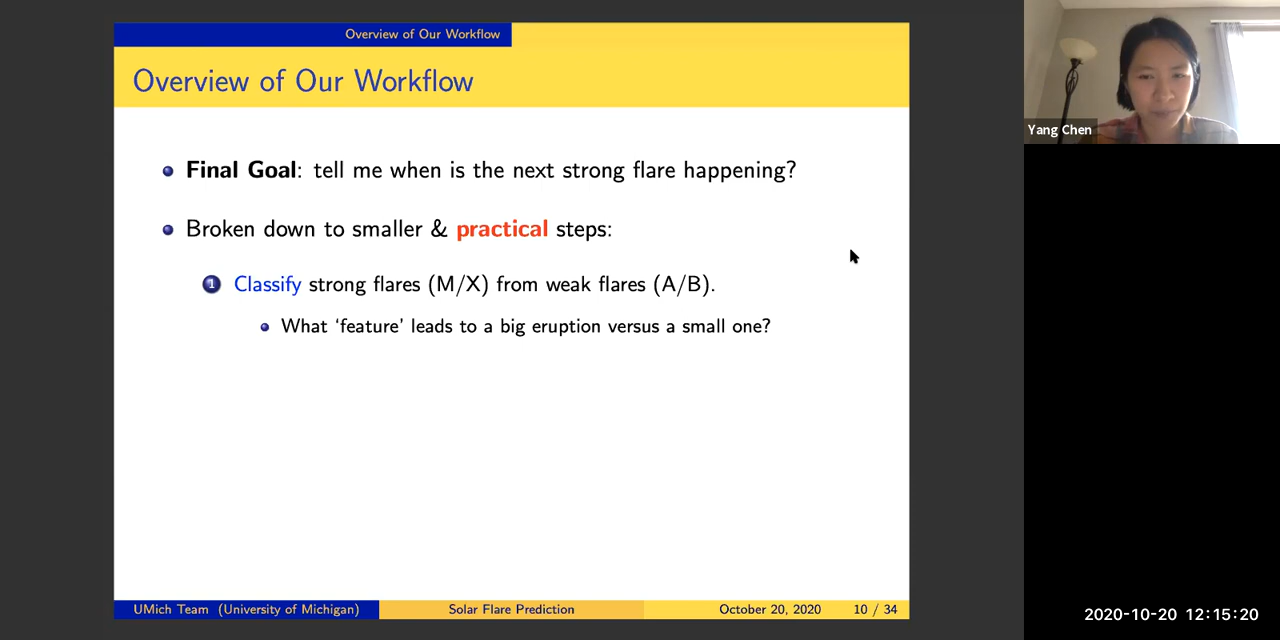 Overview of Our Workflow
Overview of Our Workflow
Final Goal: tell me when is the next strong flare happening?
Broken down to smaller & practical steps:
1 Classify strong flares (M/X) from weak flares (A/B).
What ‘feature’ leads to a big eruption versus a small one?
UMich Team (University of Michigan) Solar Flare Prediction October 20, 2020 10 / 34
Yang Chen
2020-10-20 12:15:20